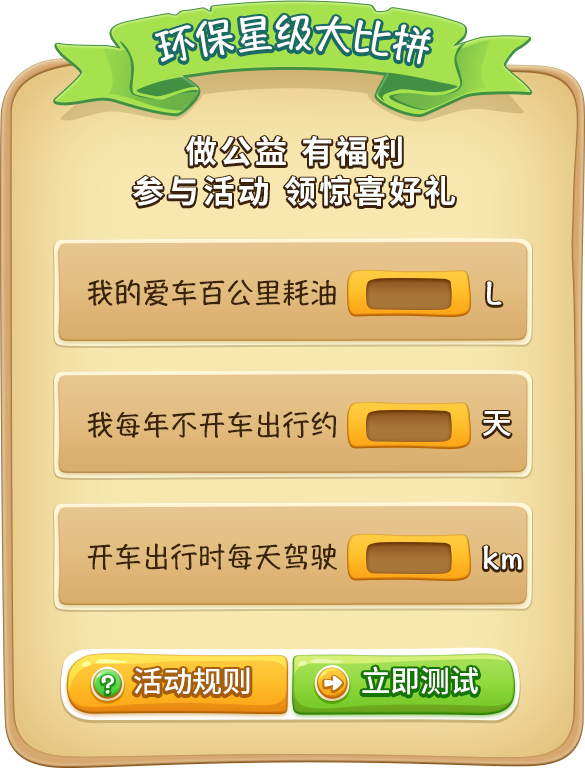 环保星级大比拼
做公益 有福利
参与活动 领惊喜好礼
我的爱车百公里耗油 L
我每年不开车出行约 天
开车出行时每天驾驶 km
? 活动规则 立即测试